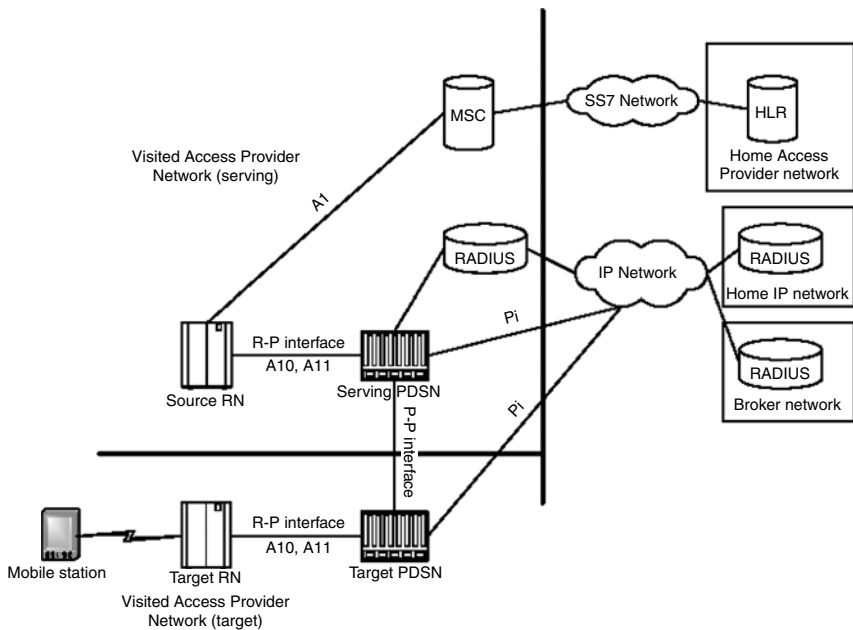 MSC
SS7 Network
HLR
Home Access
Provider network
Visited Access Provider
Network (serving)
A1
RADIUS
IP Network
RADIUS
Home IP network
Pi
R-P interface
A10, A11
Source RN
Serving PDSN
RADIUS
Broker network
Pi
P-P interface
R-P interface
A10, A11
Mobile station
Target RN
Target PDSN
Visited Access Provider
Network (target)